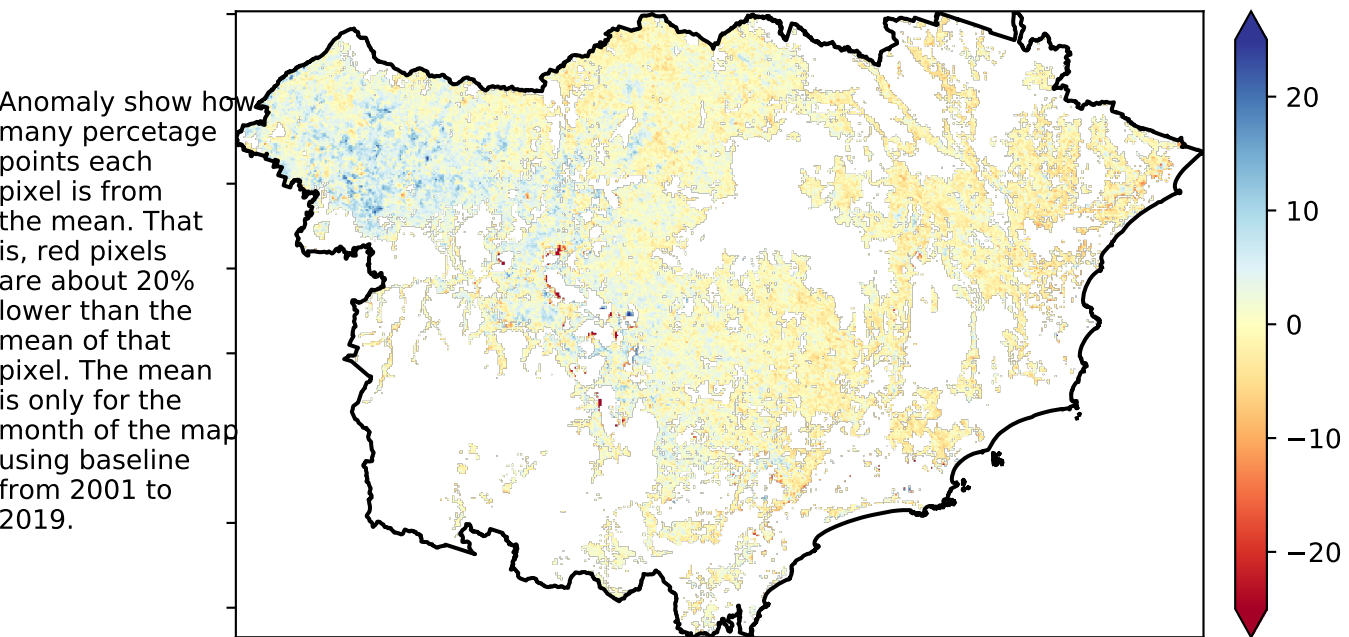 Anomaly show how
many percetage
points each
pixel is from
the mean. That
is, red pixels
are about 20%
lower than the
mean of that
pixel. The mean
is only for the
month of the map
using baseline
from 2001 to
2019.
20
10
0
−10
−20